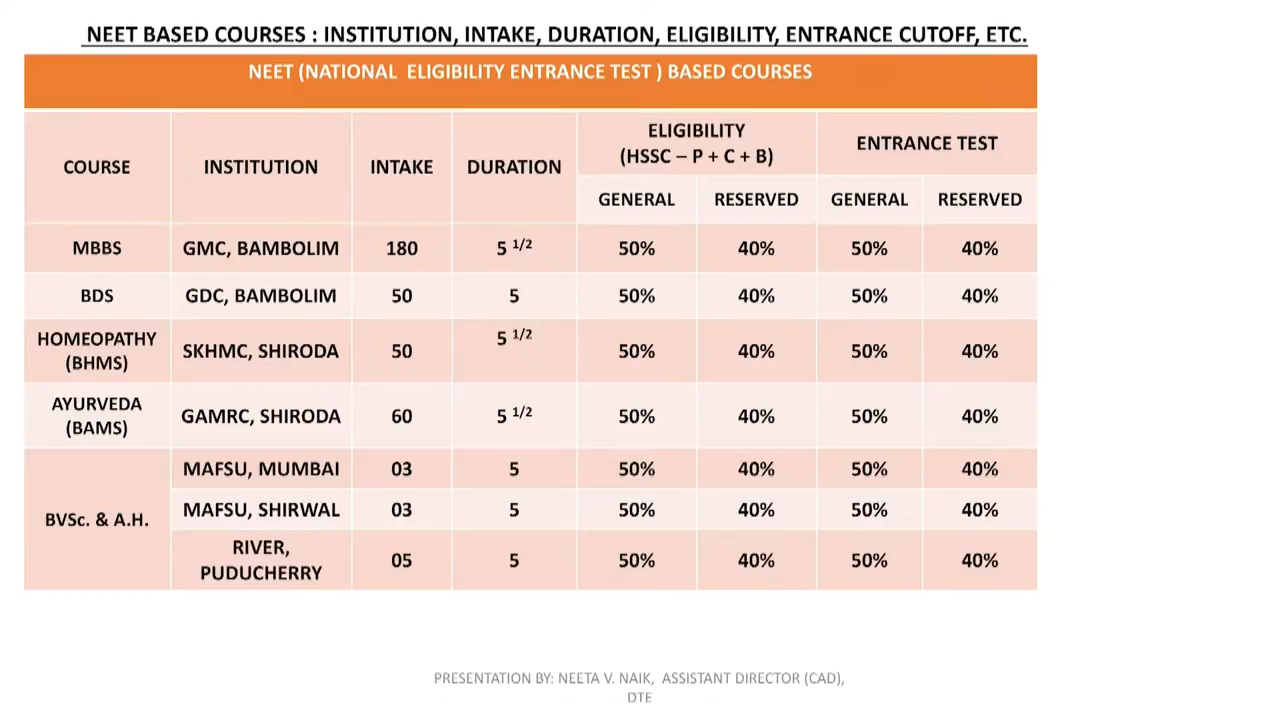 NEET BASED COURSES : INSTITUTION, INTAKE, DURATION, ELIGIBILITY, ENTRANCE CUTOFF, ETC.
NEET (NATIONAL ELIGIBILITY ENTRANCE TEST ) BASED COURSES
COURSE INSTITUTION INTAKE DURATION ELIGIBILITY (HSSC – P + C + B) ENTRANCE TEST
GENERAL RESERVED GENERAL RESERVED
MBBS GMC, BAMBOLIM 180 5 1/2 50% 40% 50% 40%
BDS GDC, BAMBOLIM 50 5 50% 40% 50% 40%
HOMEOPATHY (BHMS) SKHMC, SHIRODA 50 5 1/2 50% 40% 50% 40%
AYURVEDA (BAMS) GAMRC, SHIRODA 60 5 1/2 50% 40% 50% 40%
BVSc. & A.H. MAFSU, MUMBAI 03 5 50% 40% 50% 40%
MAFSU, SHIRWAL 03 5 50% 40% 50% 40%
RIVER, PUDUCHERRY 05 5 50% 40% 50% 40%
PRESENTATION BY: NEETA V. NAIK, ASSISTANT DIRECTOR (CAD),
DTE